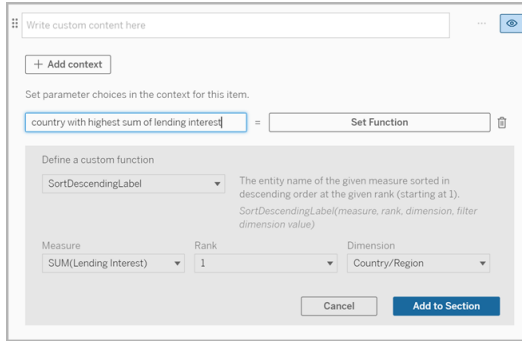 Write custom content here
+ Add context
Set parameter choices in the context for this item.
country with highest sum of lending interest = Set Function
Define a custom function
SortDescendingLabel
The entity name of the given measure sorted in
descending order at the given rank (starting at 1).
SortDescendingLabel(measure, rank, dimension, filter
dimension value)
Measure Rank Dimension
SUM(Lending Interest) 1 Country/Region
Cancel Add to Section